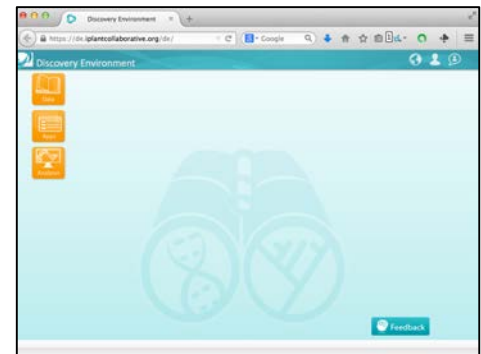 Discovery Environment
https://de.iplantcollaborative.org/de/
Google
Discovery Environment
Data
Apps
Analyses
Feedback